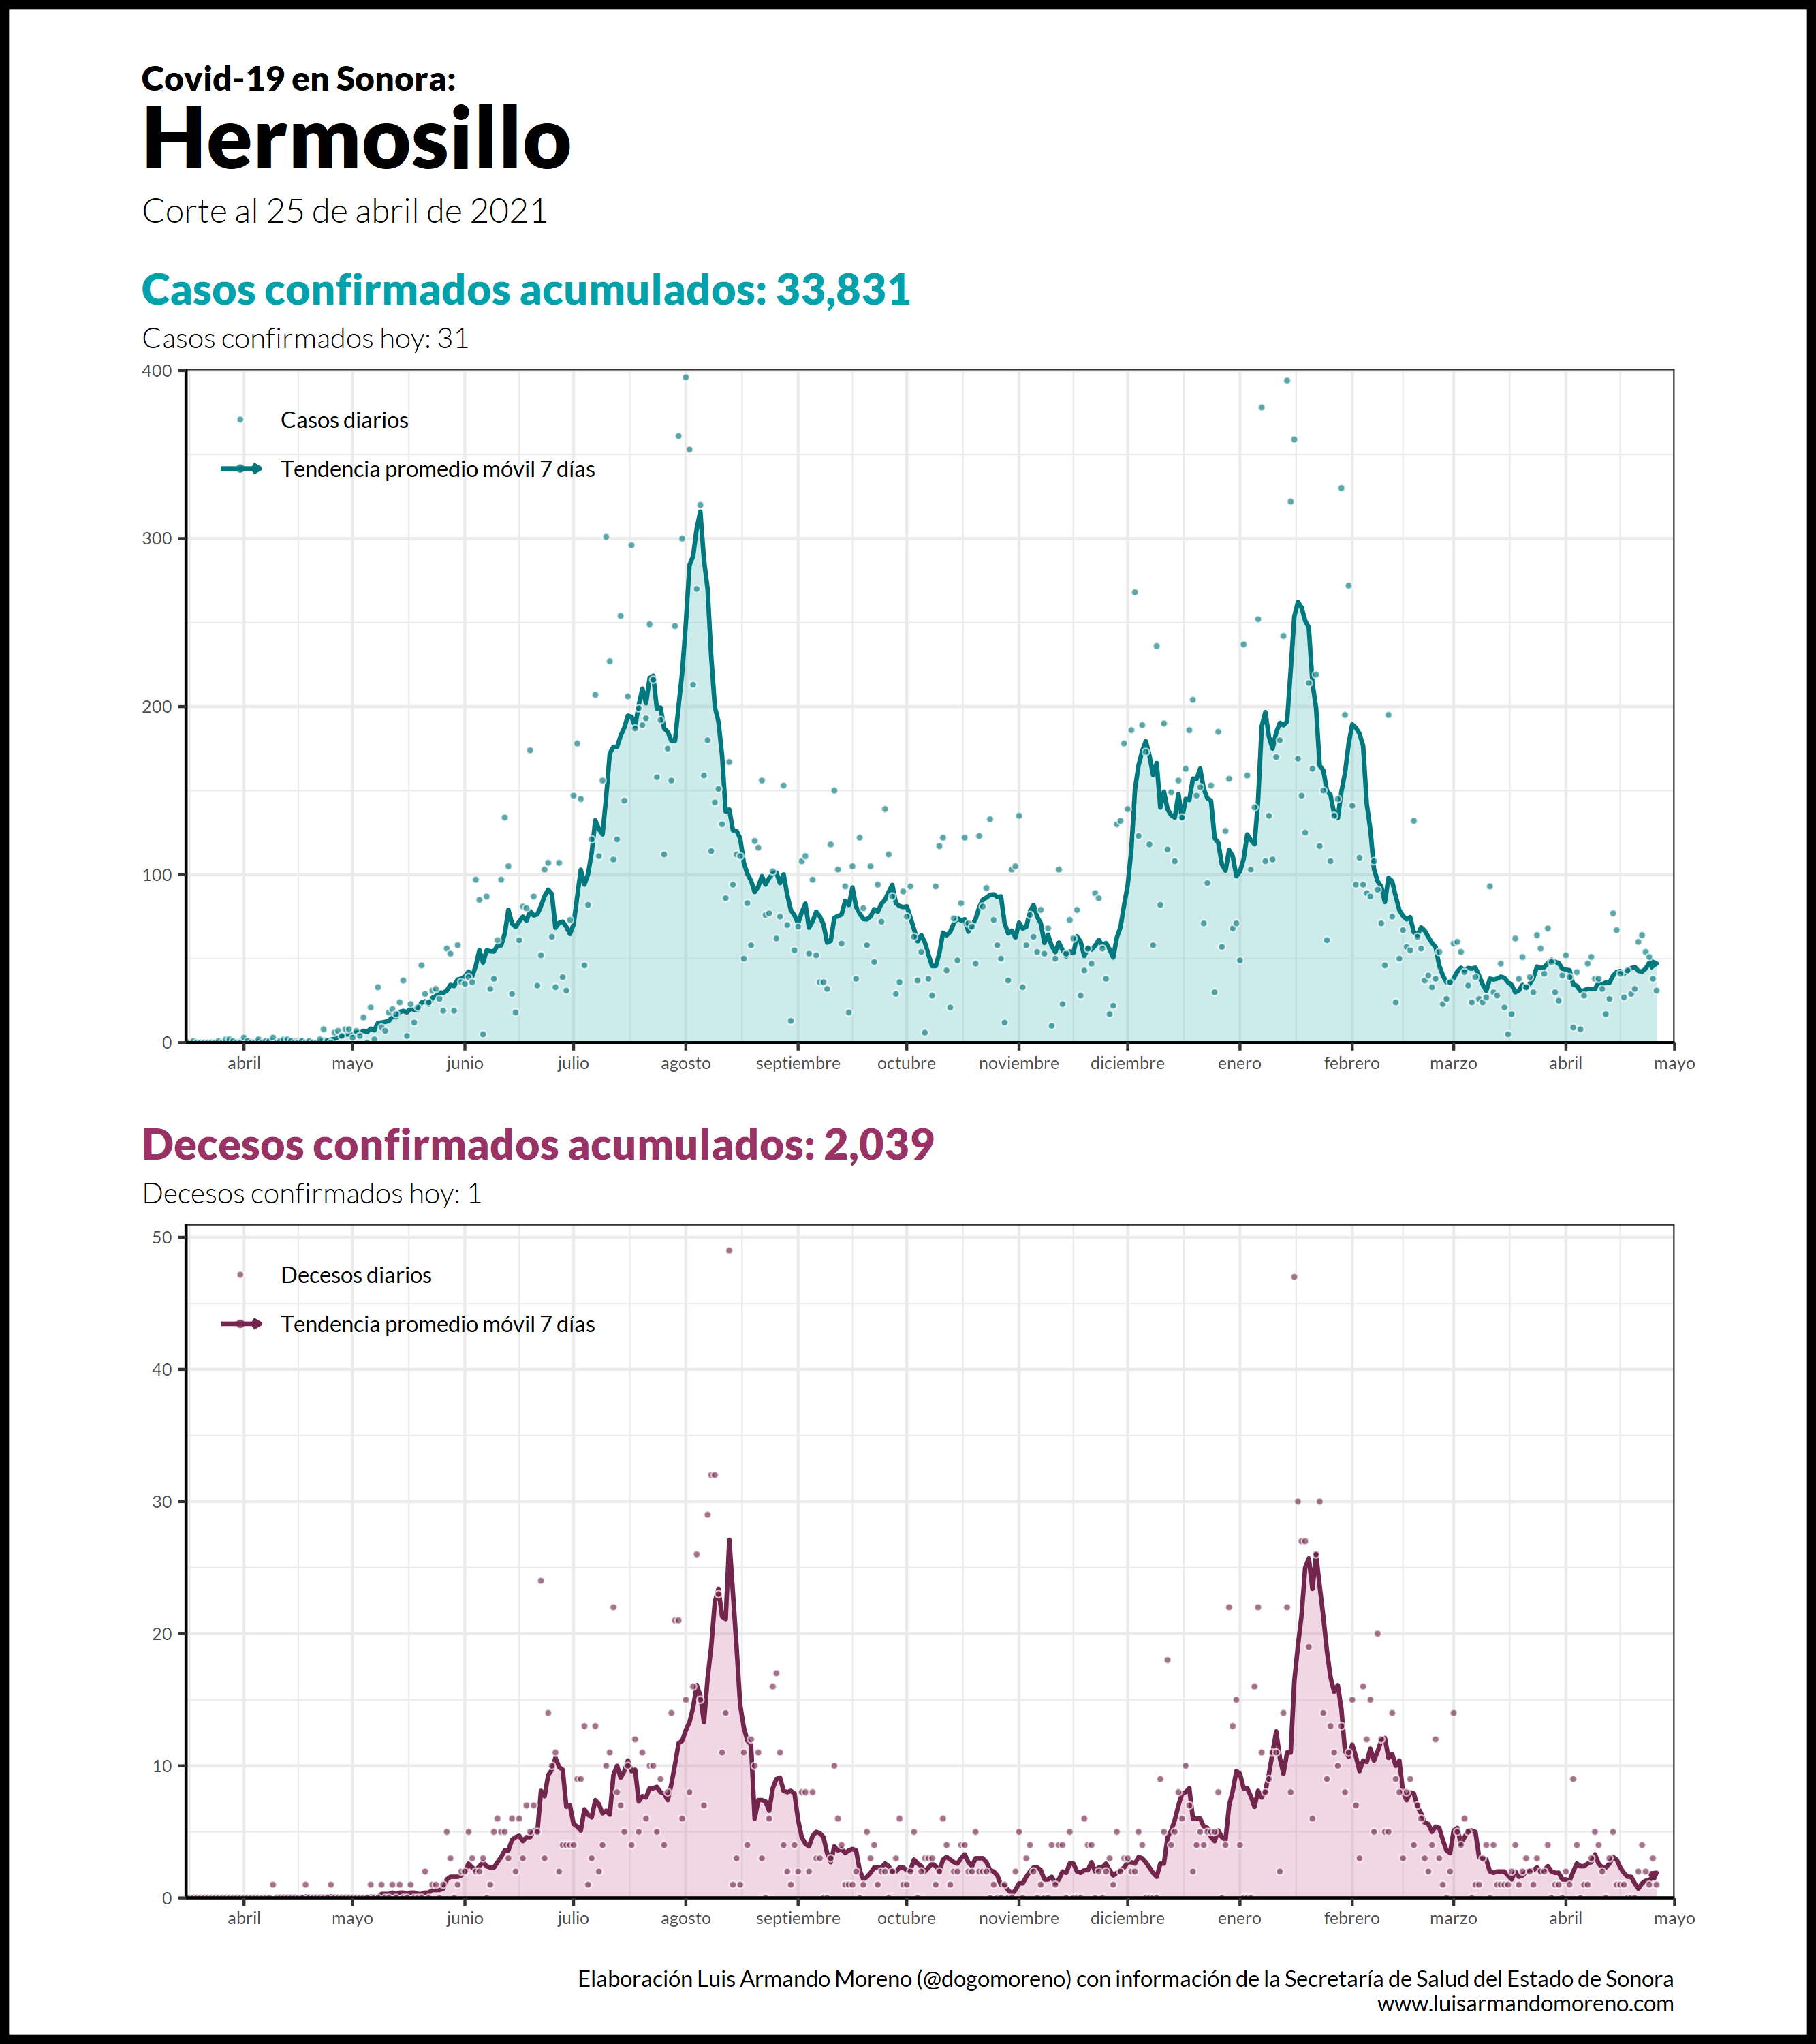 Covid-19 en Sonora:
Hermosillo
Corte al 25 de abril de 2021
Casos confirmados acumulados: 33,831
Casos confirmados hoy: 31
400
300
200
100
0
Casos diarios
Tendencia promedio móvil 7 días
abril mayo junio julio agosto septiembre octubre noviembre diciembre enero febrero marzo abril mayo
Decesos confirmados acumulados: 2,039
Decesos confirmados hoy: 1
50
40
30
20
10
0
Decesos diarios
Tendencia promedio móvil 7 días
abril mayo junio julio agosto septiembre octubre noviembre diciembre enero febrero marzo abril mayo
Elaboración Luis Armando Moreno (@dogomoreno) con información de la Secretaría de Salud del Estado de Sonora
www.luisarmandomoreno.com